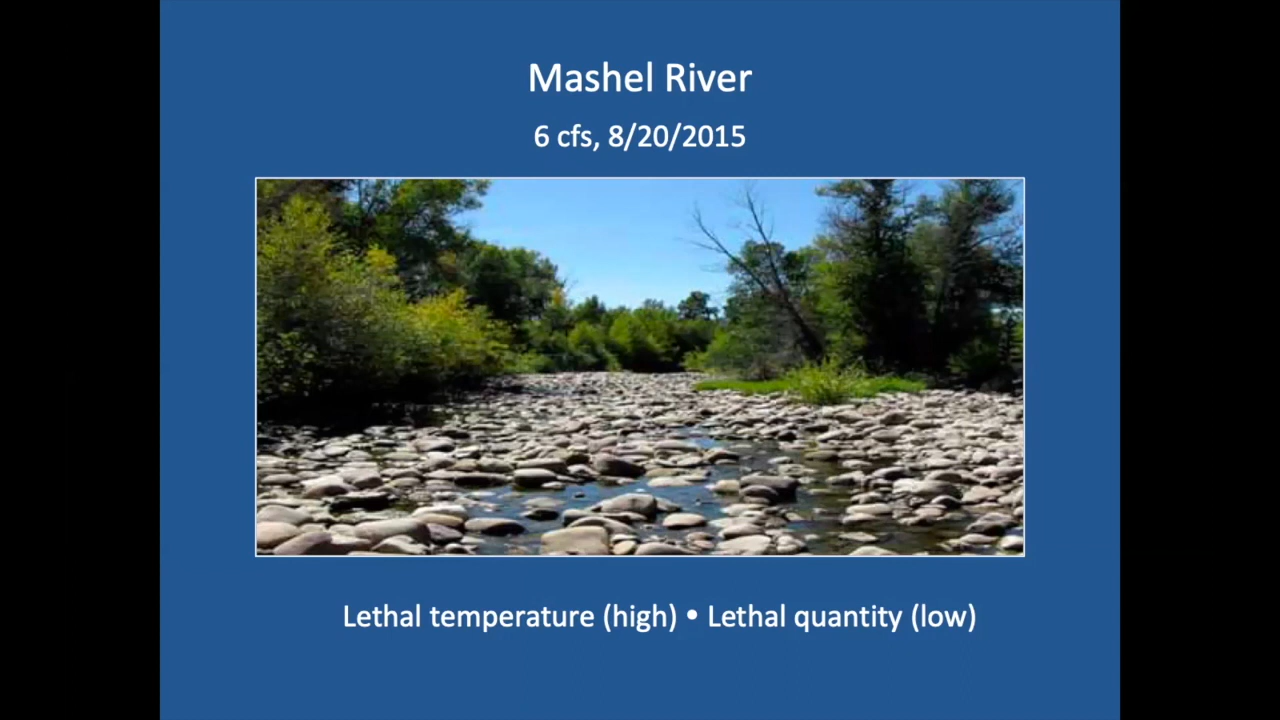 Mashel River
6 cfs, 8/20/2015
Lethal temperature (high) • Lethal quantity (low)